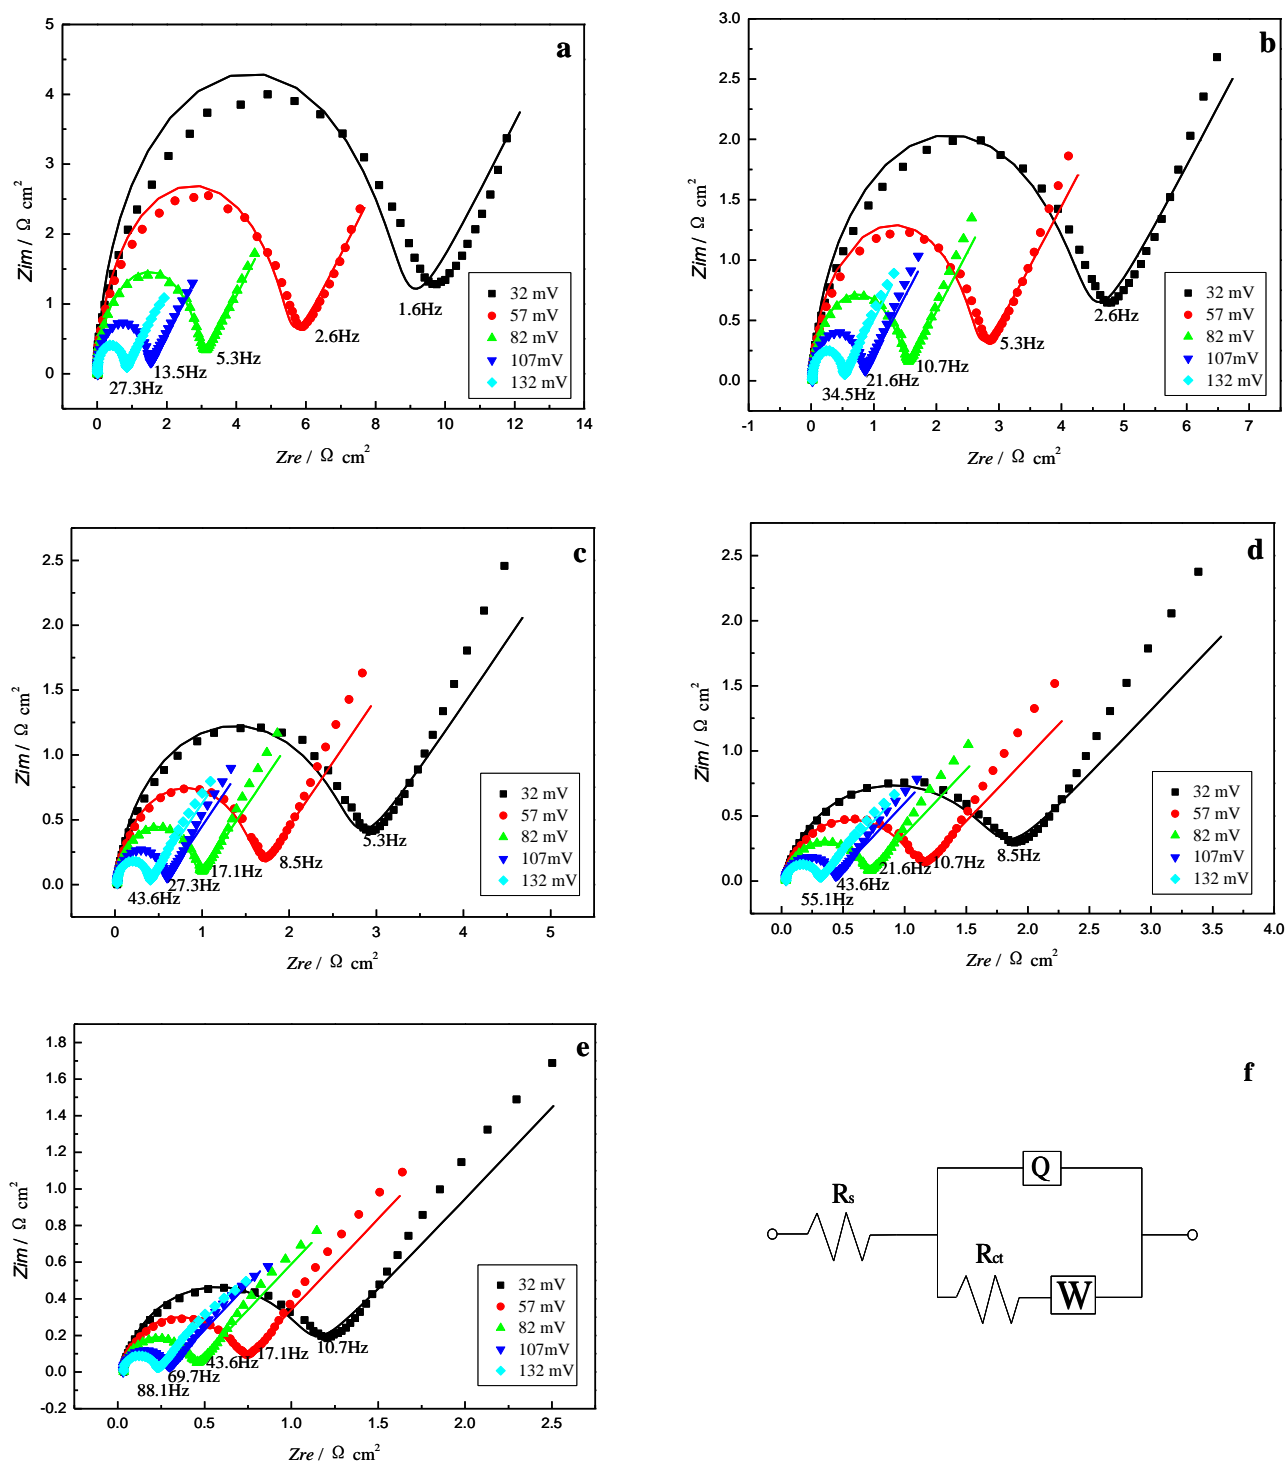 a
5
4
3
2
1
0
Zim / Ω cm²
1.6Hz
2.6Hz
5.3Hz
13.5Hz
27.3Hz
32 mV
57 mV
82 mV
107mV
132 mV
0 2 4 6 8 10 12 14
Zre / Ω cm²
b
3.0
2.5
2.0
1.5
1.0
0.5
0.0
Zim / Ω cm²
2.6Hz
5.3Hz
10.7Hz
21.6Hz
34.5Hz
32 mV
57 mV
82 mV
107mV
132 mV
-1 0 1 2 3 4 5 6 7
Zre / Ω cm²
c
2.5
2.0
1.5
1.0
0.5
0.0
Zim / Ω cm²
5.3Hz
8.5Hz
17.1Hz
27.3Hz
43.6Hz
32 mV
57 mV
82 mV
107mV
132 mV
0 1 2 3 4 5
Zre / Ω cm²
d
2.5
2.0
1.5
1.0
0.5
0.0
Zim / Ω cm²
8.5Hz
10.7Hz
21.6Hz
43.6Hz
55.1Hz
32 mV
57 mV
82 mV
107mV
132 mV
0.0 0.5 1.0 1.5 2.0 2.5 3.0 3.5 4.0
Zre / Ω cm²
e
1.8
1.6
1.4
1.2
1.0
0.8
0.6
0.4
0.2
0.0
-0.2
Zim / Ω cm²
10.7Hz
17.1Hz
43.6Hz
69.7Hz
88.1Hz
32 mV
57 mV
82 mV
107mV
132 mV
0.0 0.5 1.0 1.5 2.0 2.5
Zre / Ω cm²
f
Rs
Q
Rct
W